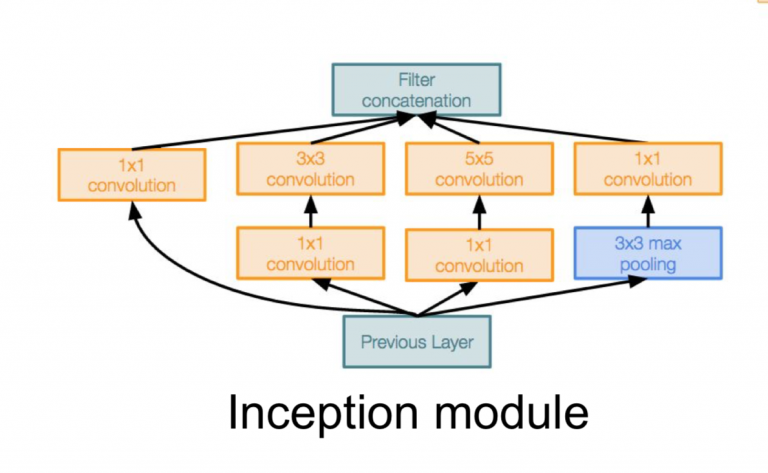 Filter
concatenation
1x1
convolution
3x3
convolution
5x5
convolution
1x1
convolution
1x1
convolution
1x1
convolution
3x3 max
pooling
Previous Layer
Inception module